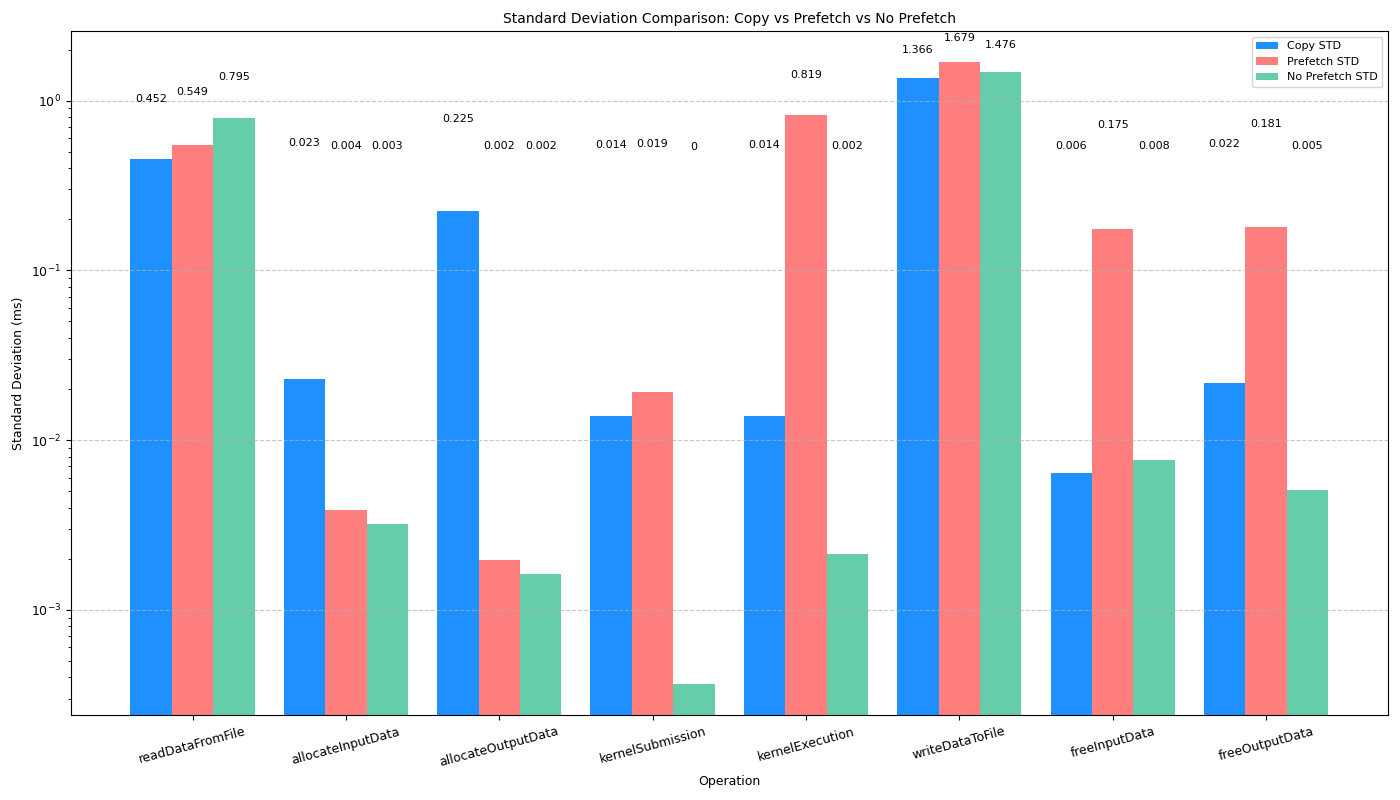 Standard Deviation Comparison: Copy vs Prefetch vs No Prefetch
Copy STD
Prefetch STD
No Prefetch STD
Standard Deviation (ms)
10⁰
10⁻¹
10⁻²
10⁻³
0.452 0.549 0.795
0.023 0.004 0.003
0.225 0.002 0.002
0.014 0.019 0
0.014 0.819 0.002
1.366 1.679 1.476
0.006 0.175 0.008
0.022 0.181 0.005
readDataFromFile
allocateInputData
allocateOutputData
kernelSubmission
kernelExecution
writeDataToFile
freeInputData
freeOutputData
Operation